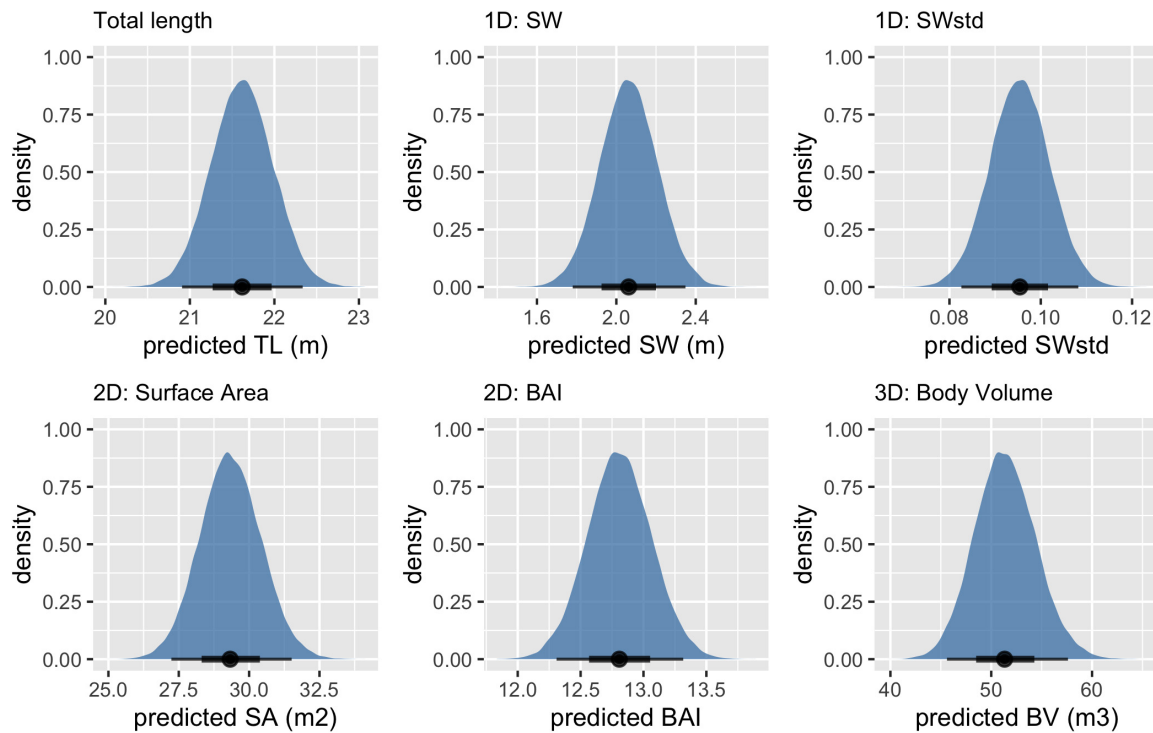 Total length
1D: SW
1D: SWstd
1.00
0.75
0.50
0.25
0.00
density
20 21 22 23
predicted TL (m)
1.00
0.75
0.50
0.25
0.00
density
1.6 2.0 2.4
predicted SW (m)
1.00
0.75
0.50
0.25
0.00
density
0.08 0.10 0.12
predicted SWstd
2D: Surface Area
2D: BAI
3D: Body Volume
1.00
0.75
0.50
0.25
0.00
density
25.0 27.5 30.0 32.5
predicted SA (m2)
1.00
0.75
0.50
0.25
0.00
density
12.0 12.5 13.0 13.5
predicted BAI
1.00
0.75
0.50
0.25
0.00
density
40 50 60
predicted BV (m3)